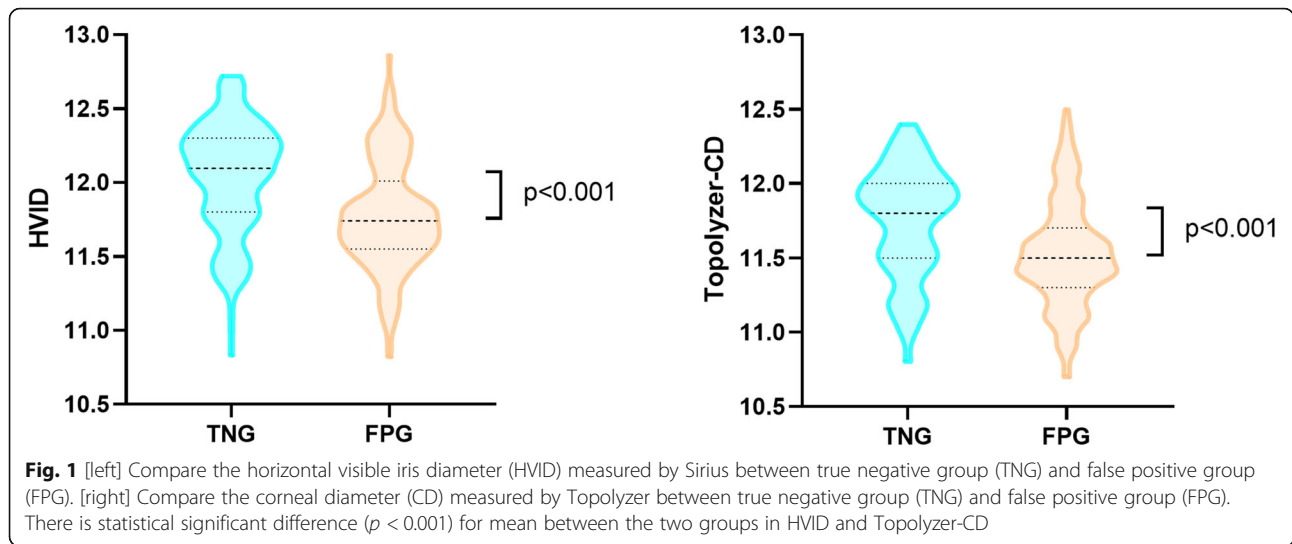 13.0
12.5
12.0
11.5
11.0
10.5
HVID
TNG
FPG
p<0.001
13.0
12.5
12.0
11.5
11.0
10.5
Topolyzer-CD
TNG
FPG
p<0.001
Fig. 1 [left] Compare the horizontal visible iris diameter (HVID) measured by Sirius between true negative group (TNG) and false positive group
(FPG). [right] Compare the corneal diameter (CD) measured by Topolyzer between true negative group (TNG) and false positive group (FPG).
There is statistical significant difference (p < 0.001) for mean between the two groups in HVID and Topolyzer-CD